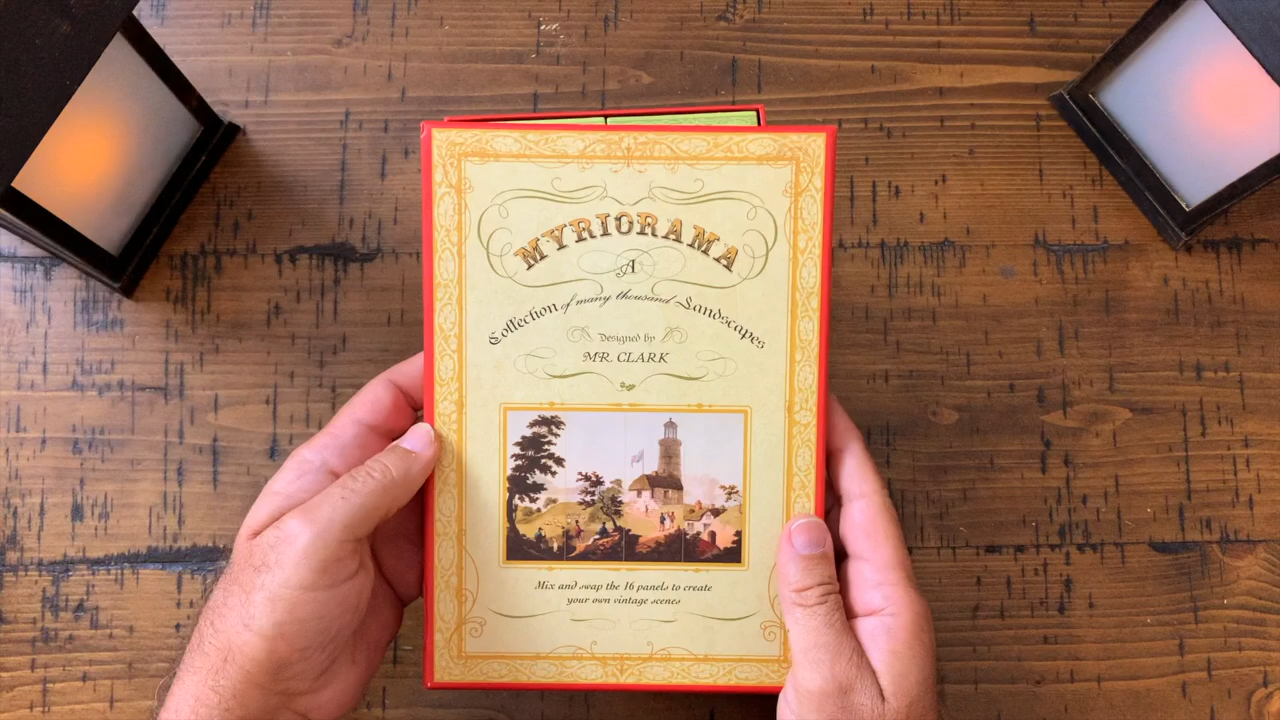 MYRIORAMA
A
Collection of many thousand Landscapes
Designed by
MR. CLARK
Mix and swap the 16 panels to create
your own vintage scenes